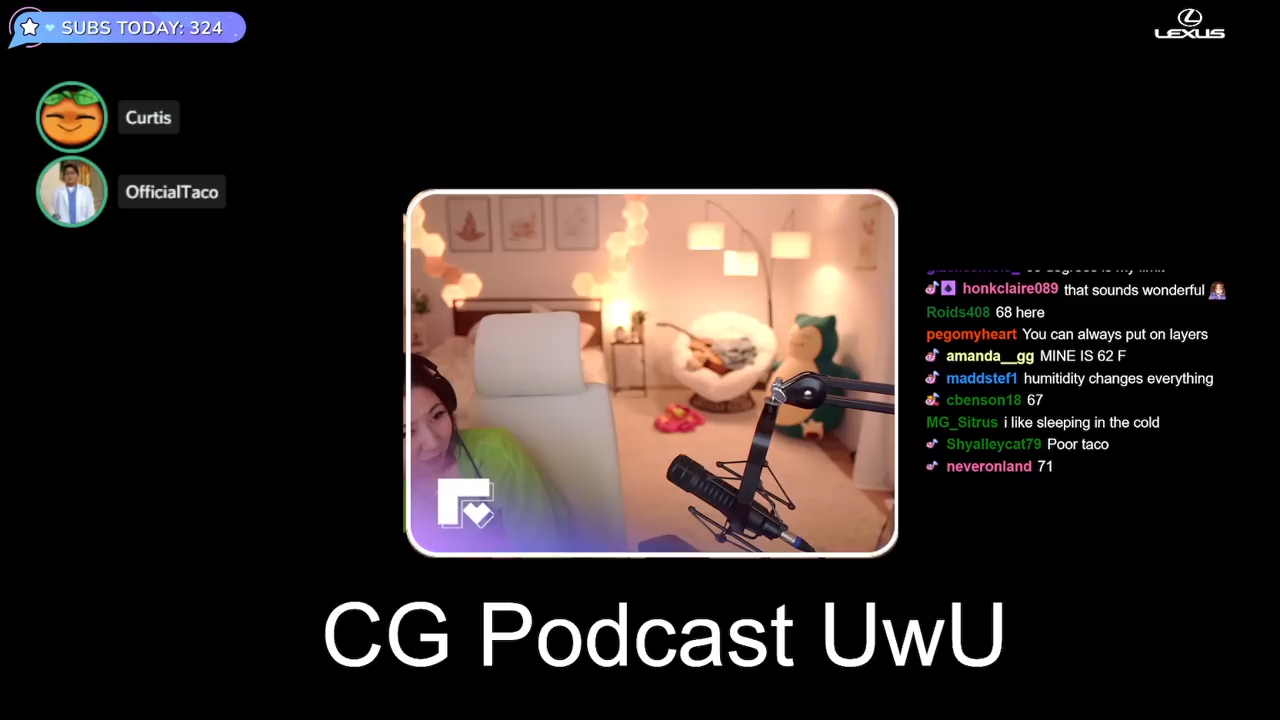 SUBS TODAY: 324
LEXUS
Curtis
OfficialTaco
honkclaire089 that sounds wonderful
Roids408 68 here
pegomyheart You can always put on layers
amanda__gg MINE IS 62 F
maddstef1 humitidity changes everything
cbenson18 67
MG_Sitrus i like sleeping in the cold
Shyalleycat79 Poor taco
neveronland 71
CG Podcast UwU